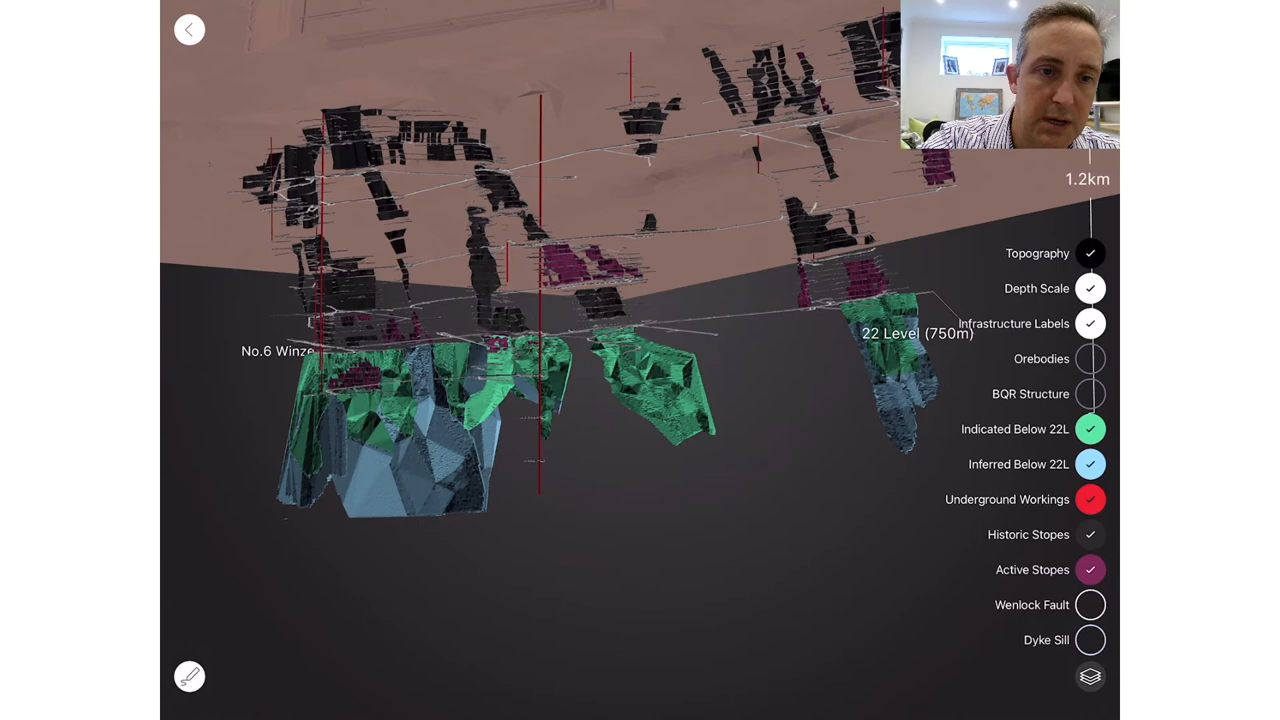 1.2km
Topography
Depth Scale
Infrastructure Labels
22 Level (750m)
No.6 Winze
Orebodies
BQR Structure
Indicated Below 22L
Inferred Below 22L
Underground Workings
Historic Stopes
Active Stopes
Wenlock Fault
Dyke Sill